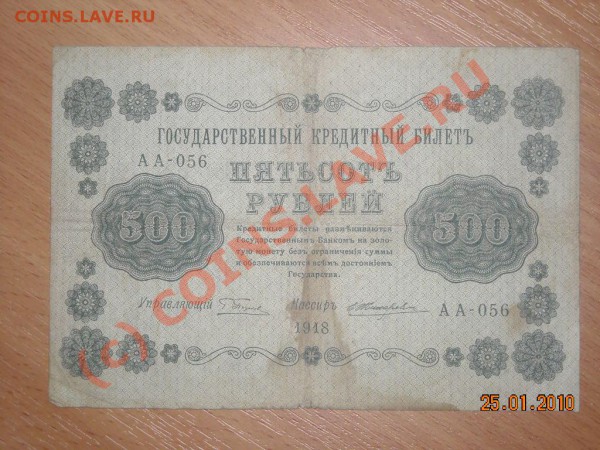 COINS.LAVE.RU
ГОСУДАРСТВЕННЫЙ КРЕДИТНЫЙ БИЛЕТЪ
АА-056
ПЯТЬСОТЪ
РУБЛЕЙ
500
500
Кредитные билеты размѣниваются
Государственнымъ Банкомъ на золо-
тую монету безъ ограниченія суммы
и обезпечиваются всѣмъ достояніемъ
Государства.
Управляющій
Кассиръ
АА-056
1918
(c) COINS.LAVE.RU
25.01.2010